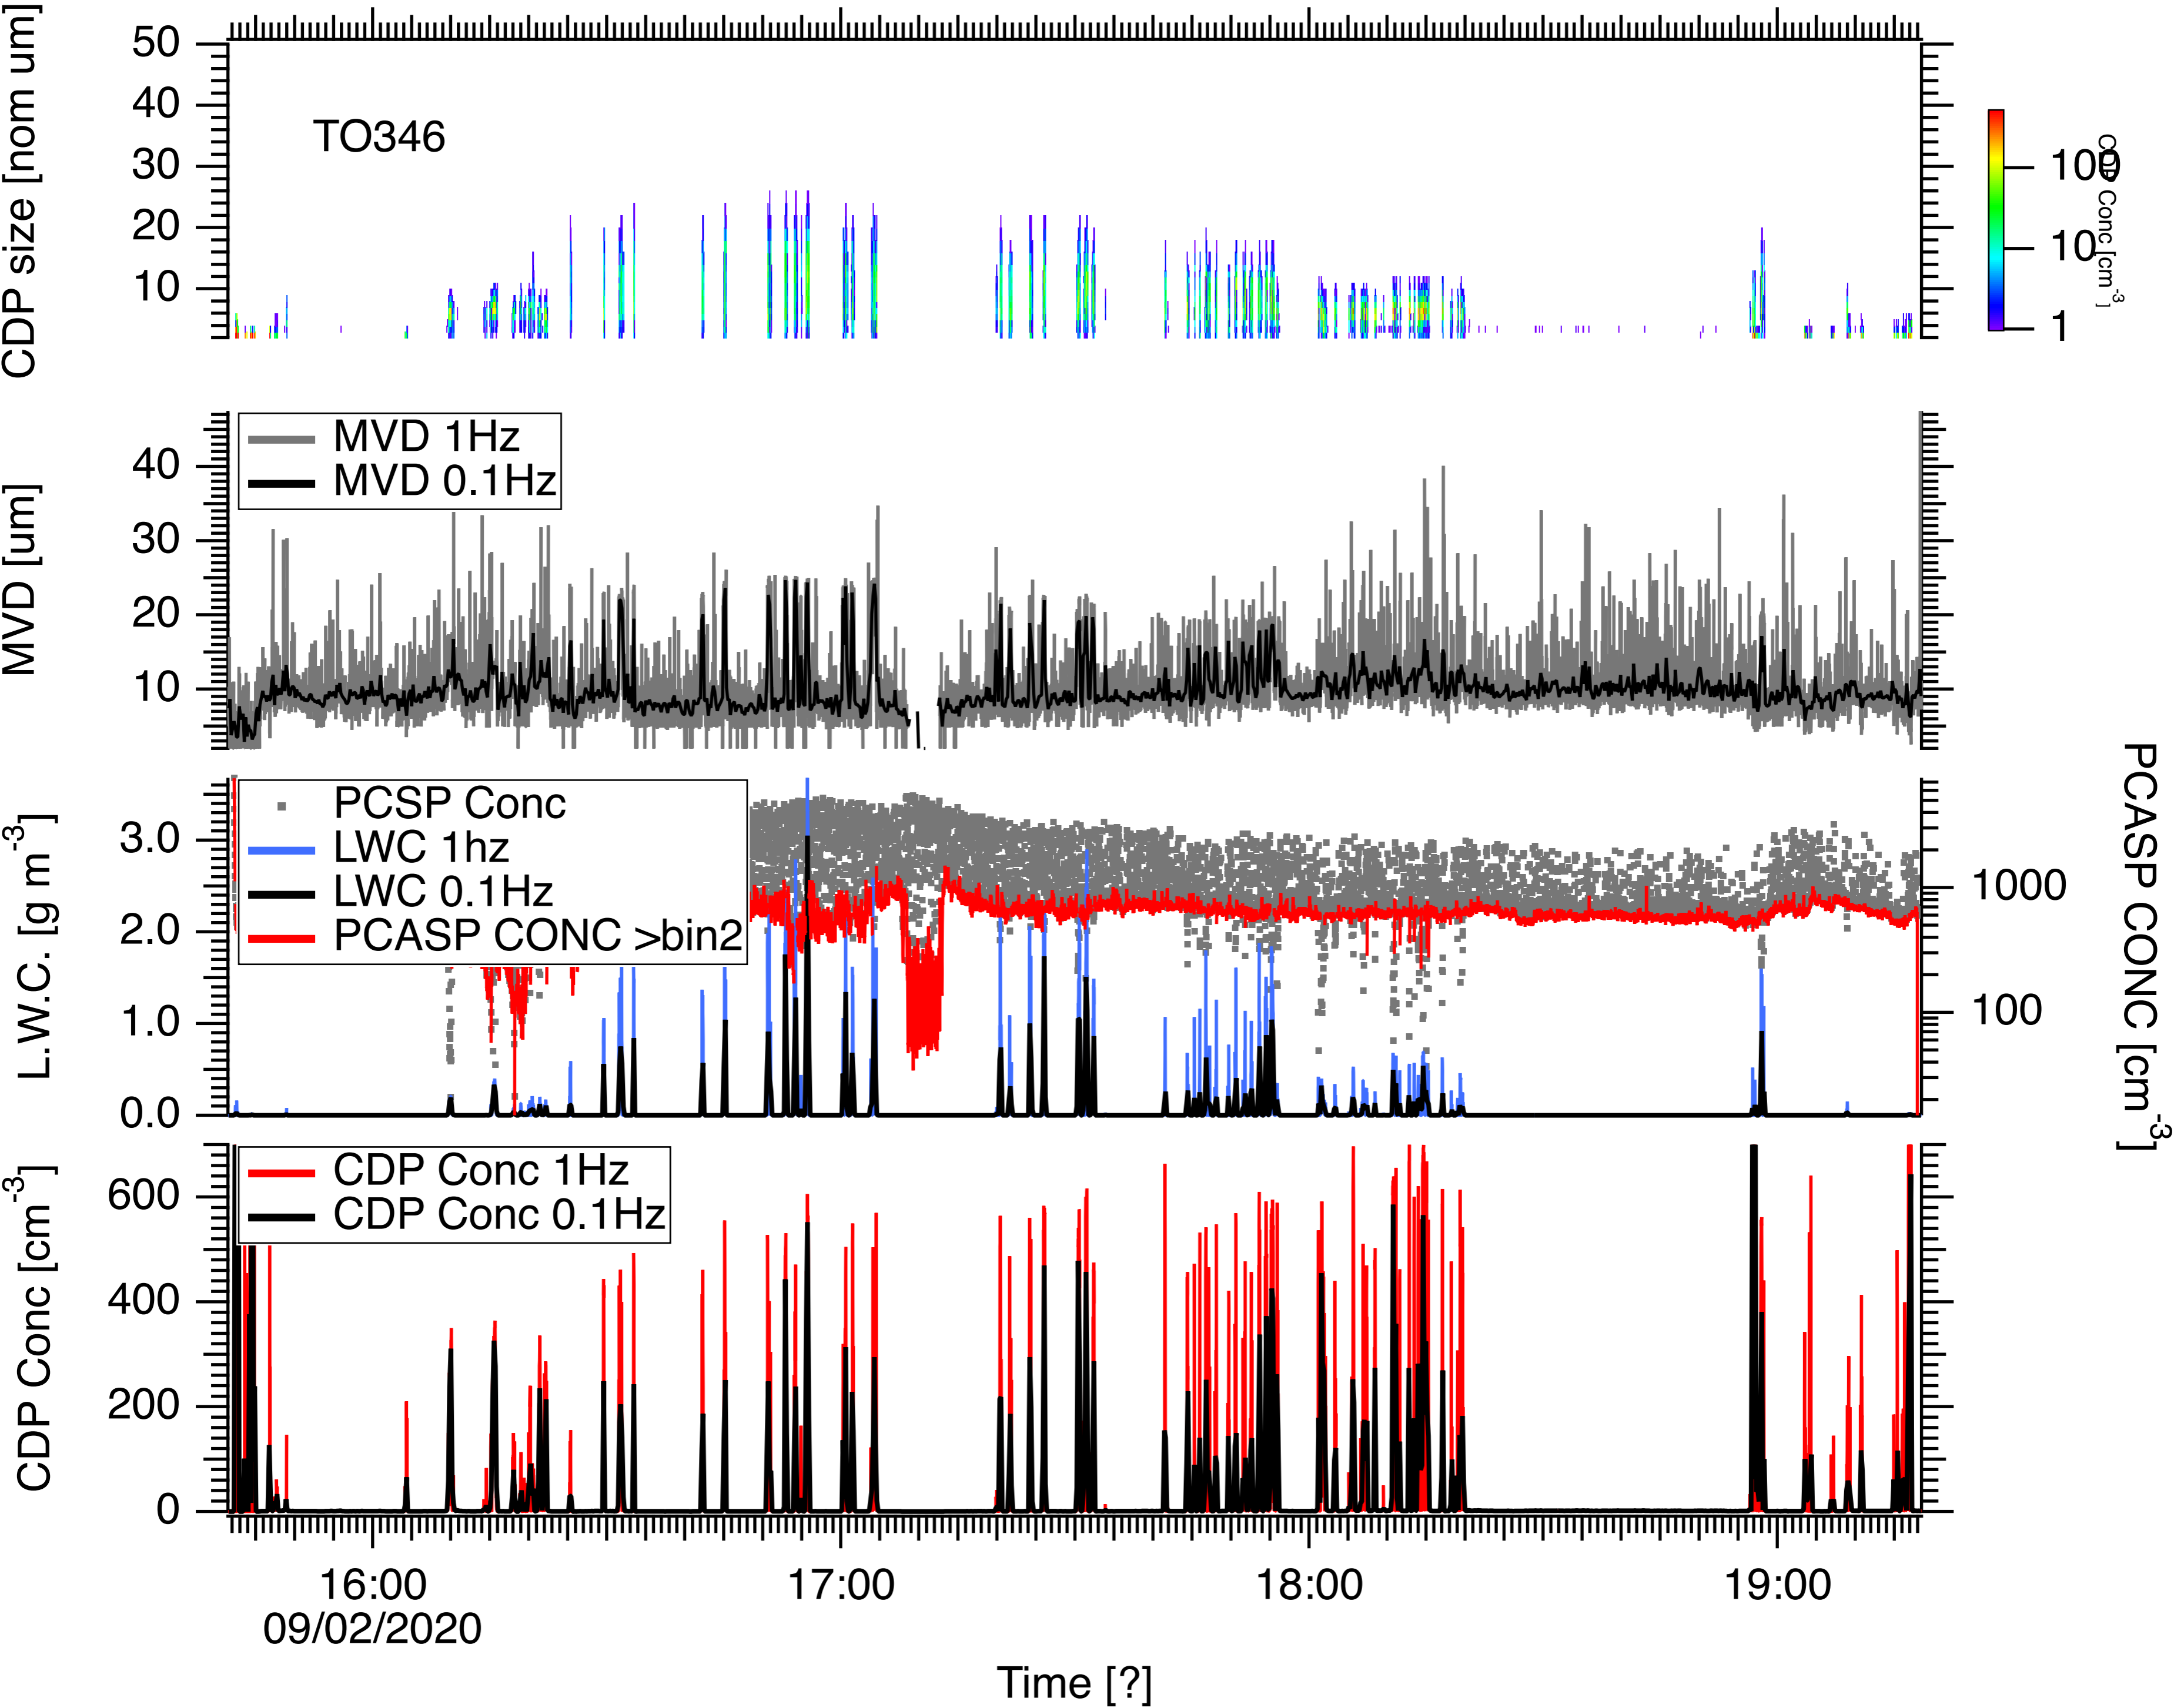 CDP size [nom um]
50
40
30
20
10
TO346
100
10
1
CDP Conc [cm-3]
MVD [um]
40
30
20
10
MVD 1Hz
MVD 0.1Hz
L.W.C. [g m-3]
3.0
2.0
1.0
0.0
PCSP Conc
LWC 1hz
LWC 0.1Hz
PCASP CONC >bin2
1000
100
PCASP CONC [cm-3]
CDP Conc [cm-3]
600
400
200
0
CDP Conc 1Hz
CDP Conc 0.1Hz
16:00 17:00 18:00 19:00
09/02/2020
Time [?]